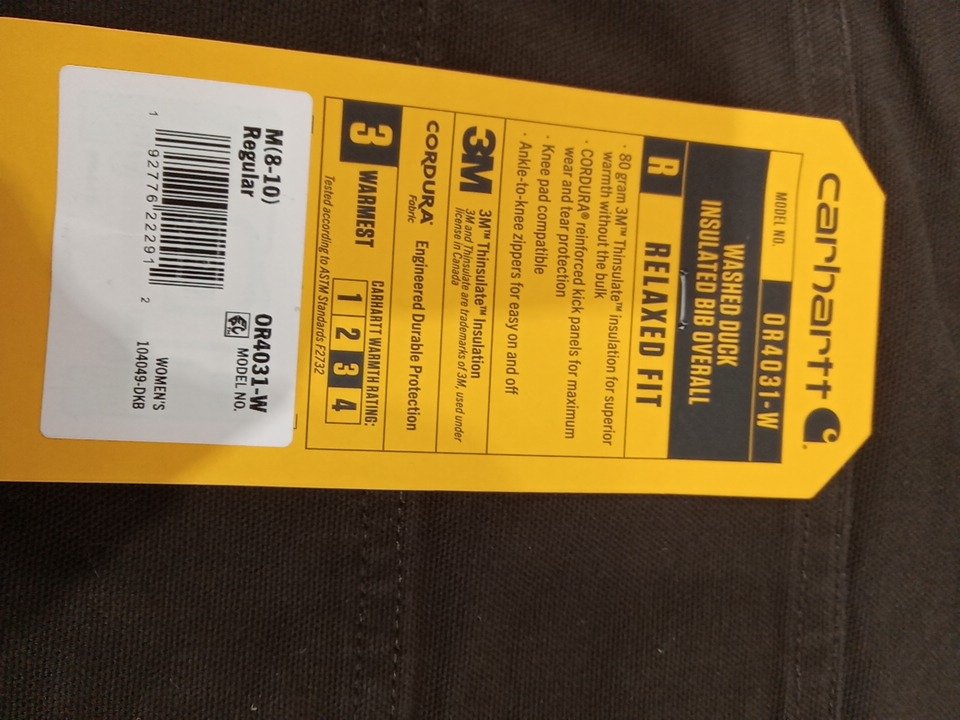 carhartt
MODEL NO. OR4031-W
WASHED DUCK
INSULATED BIB OVERALL
R RELAXED FIT
· 80 gram 3M™ Thinsulate™ insulation for superior
warmth without the bulk
· CORDURA® reinforced kick panels for maximum
wear and tear protection
· Knee pad compatible
· Ankle-to-knee zippers for easy on and off
3M 3M™ Thinsulate™ Insulation
3M and Thinsulate are trademarks of 3M, used under
license in Canada
CORDURA® Fabric Engineered Durable Protection
3 WARMEST
CARHARTT WARMTH RATING:
1 2 3 4
Tested according to ASTM Standards F2732
M(8-10)
Regular
OR4031-W
MODEL NO.
1 92776 22291 2
WOMEN'S
104049-DKB